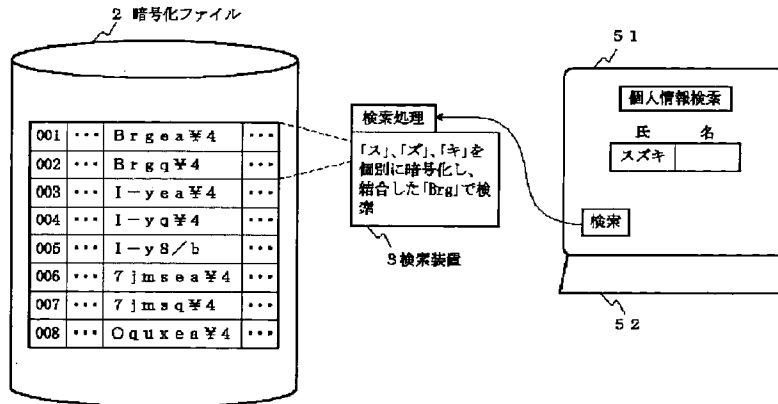 2 暗号化ファイル
001 ・・・ Brgea¥4 ・・・
002 ・・・ Brgq¥4 ・・・
003 ・・・ I-yea¥4 ・・・
004 ・・・ I-yq¥4 ・・・
005 ・・・ I-y8/b ・・・
006 ・・・ 7jmsea¥4 ・・・
007 ・・・ 7jmsq¥4 ・・・
008 ・・・ Oquxea¥4 ・・・
検索処理
「ス」、「ズ」、「キ」を
個別に暗号化し、
結合した「Brg」で検
索
3検索装置
51
個人情報検索
氏 名
スズキ
検索
52